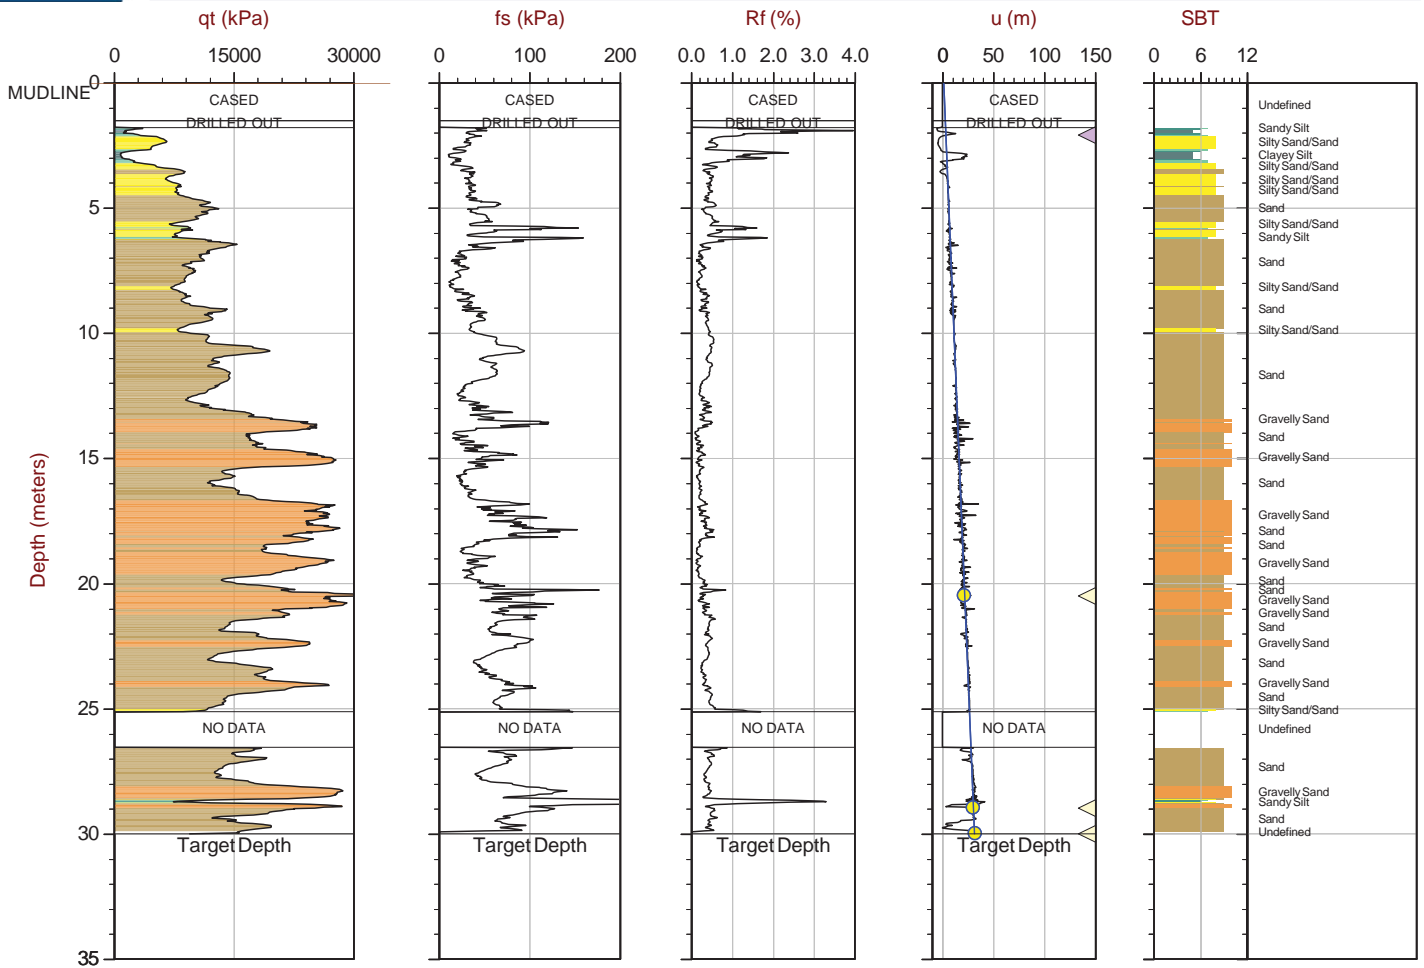 qt (kPa) fs (kPa) Rf (%) u (m) SBT
0 15000 30000 0 100 200 0.0 1.0 2.0 3.0 4.0 0 50 100 150 0 6 12
0
MUDLINE
CASED CASED CASED CASED
Undefined
DRILLED OUT DRILLED OUT DRILLED OUT DRILLED OUT
Sandy Silt
Silty Sand/Sand
Clayey Silt
Silty Sand/Sand
Silty Sand/Sand
Silty Sand/Sand
5
Sand
Silty Sand/Sand
Sandy Silt
Sand
Silty Sand/Sand
Sand
10
Silty Sand/Sand
Sand
Gravelly Sand
Sand
15
Gravelly Sand
Sand
Depth (meters)
Gravelly Sand
Sand
Sand
Gravelly Sand
20
Sand
Sand
Gravelly Sand
Gravelly Sand
Sand
Gravelly Sand
Sand
Gravelly Sand
Sand
25
Silty Sand/Sand
NO DATA NO DATA NO DATA NO DATA
Undefined
Sand
Gravelly Sand
Sandy Silt
Sand
30
Undefined
Target Depth Target Depth Target Depth Target Depth
35